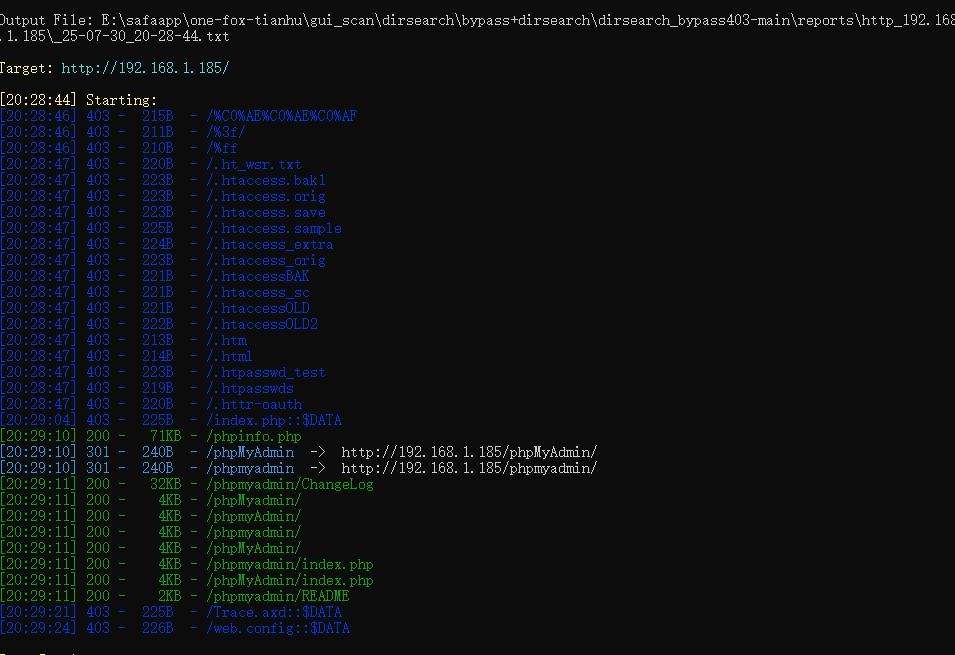 Output File: E:\safaapp\one-fox-tianhu\gui_scan\dirsearch\bypass+dirsearch\dirsearch_bypass403-main\reports\http_192.168
.1.185\_25-07-30_20-28-44.txt
Target: http://192.168.1.185/
[20:28:44] Starting:
[20:28:46] 403 -   215B  - /%C0%AE%C0%AE%C0%AF
[20:28:46] 403 -   211B  - /%3f/
[20:28:46] 403 -   210B  - /%ff
[20:28:47] 403 -   220B  - /.ht_wsr.txt
[20:28:47] 403 -   223B  - /.htaccess.bak1
[20:28:47] 403 -   223B  - /.htaccess.orig
[20:28:47] 403 -   223B  - /.htaccess.save
[20:28:47] 403 -   225B  - /.htaccess.sample
[20:28:47] 403 -   224B  - /.htaccess_extra
[20:28:47] 403 -   223B  - /.htaccess_orig
[20:28:47] 403 -   221B  - /.htaccessBAK
[20:28:47] 403 -   221B  - /.htaccess_sc
[20:28:47] 403 -   221B  - /.htaccessOLD
[20:28:47] 403 -   222B  - /.htaccessOLD2
[20:28:47] 403 -   213B  - /.htm
[20:28:47] 403 -   214B  - /.html
[20:28:47] 403 -   223B  - /.htpasswd_test
[20:28:47] 403 -   219B  - /.htpasswds
[20:28:47] 403 -   220B  - /.httr-oauth
[20:29:04] 403 -   225B  - /index.php::$DATA
[20:29:10] 200 -    71KB - /phpinfo.php
[20:29:10] 301 -   240B  - /phpMyAdmin  ->  http://192.168.1.185/phpMyAdmin/
[20:29:10] 301 -   240B  - /phpmyadmin  ->  http://192.168.1.185/phpmyadmin/
[20:29:11] 200 -    32KB - /phpmyadmin/ChangeLog
[20:29:11] 200 -     4KB - /phpMyadmin/
[20:29:11] 200 -     4KB - /phpmyAdmin/
[20:29:11] 200 -     4KB - /phpmyadmin/
[20:29:11] 200 -     4KB - /phpMyAdmin/
[20:29:11] 200 -     4KB - /phpmyadmin/index.php
[20:29:11] 200 -     4KB - /phpMyAdmin/index.php
[20:29:11] 200 -     2KB - /phpmyadmin/README
[20:29:21] 403 -   225B  - /Trace.axd::$DATA
[20:29:24] 403 -   226B  - /web.config::$DATA